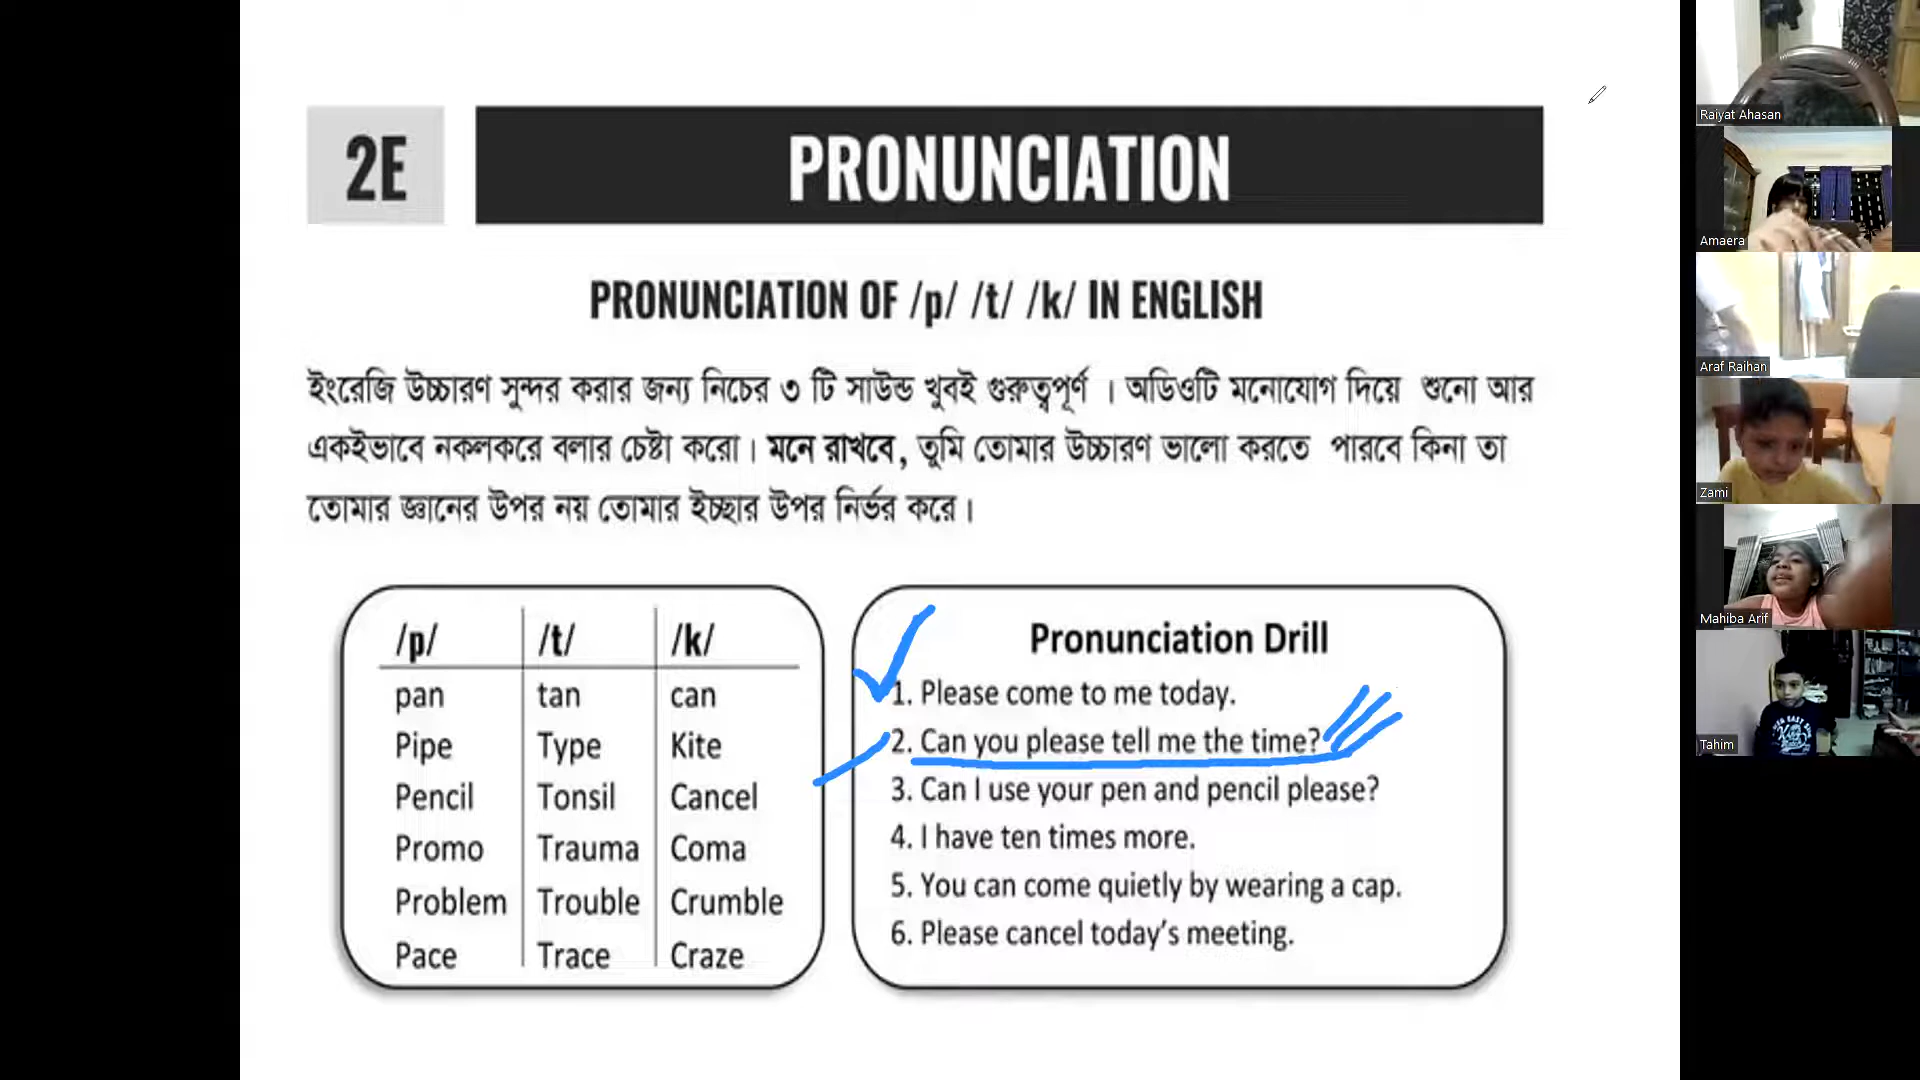 2E
PRONUNCIATION
PRONUNCIATION OF /p/ /t/ /k/ IN ENGLISH
ইংরেজি উচ্চারণ সুন্দর করার জন্য নিচের ৩ টি সাউন্ড খুবই গুরুত্বপূর্ণ । অডিওটি মনোযোগ দিয়ে শুনো আর
একইভাবে নকলকরে বলার চেষ্টা করো। মনে রাখবে, তুমি তোমার উচ্চারণ ভালো করতে পারবে কিনা তা
তোমার জ্ঞানের উপর নয় তোমার ইচ্ছার উপর নির্ভর করে।
/p/ /t/ /k/
pan tan can
Pipe Type Kite
Pencil Tonsil Cancel
Promo Trauma Coma
Problem Trouble Crumble
Pace Trace Craze
Pronunciation Drill
1. Please come to me today.
2. Can you please tell me the time?
3. Can I use your pen and pencil please?
4. I have ten times more.
5. You can come quietly by wearing a cap.
6. Please cancel today's meeting.
Raiyat Ahasan
Amaera
Araf Raihan
Zami
Mahiba Arif
Tahim